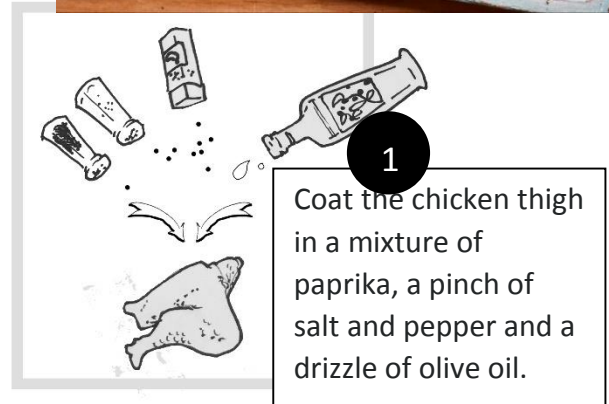 1
Coat the chicken thigh
in a mixture of
paprika, a pinch of
salt and pepper and a
drizzle of olive oil.